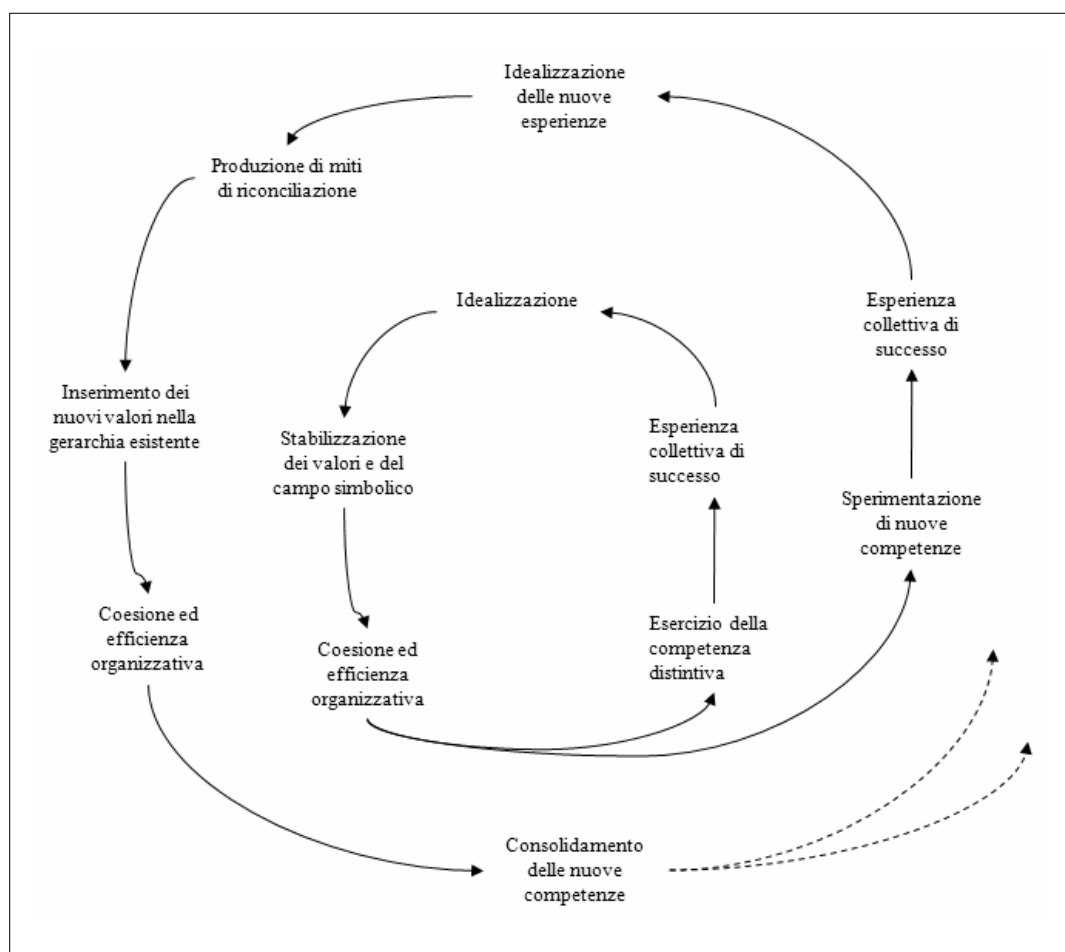 Idealizzazione
delle nuove
esperienze
Produzione di miti
di riconciliazione
Idealizzazione
Esperienza
collettiva di
successo
Inserimento dei
nuovi valori nella
gerarchia esistente
Stabilizzazione
dei valori e del
campo simbolico
Esperienza
collettiva di
successo
Sperimentazione
di nuove
competenze
Coesione ed
efficienza
organizzativa
Coesione ed
efficienza
organizzativa
Esercizio della
competenza
distintiva
Consolidamento
delle nuove
competenze